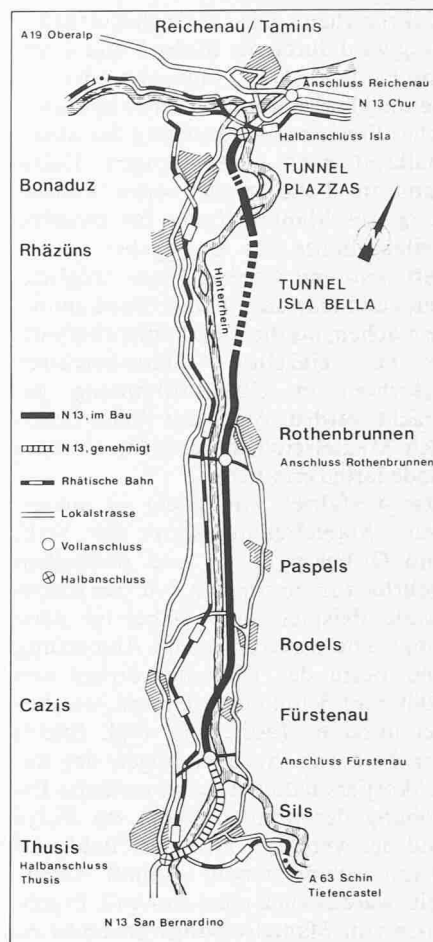 Reichenau / Tamins
A19 Oberalp
Anschluss Reichenau
N 13 Chur
Halbanschluss Isla
TUNNEL
PLAZZAS
Bonaduz
Rhäzüns
Hinterrhein
TUNNEL
ISLA BELLA
N 13, im Bau
N 13, genehmigt
Rhätische Bahn
Lokalstrasse
Vollanschluss
Halbanschluss
Rothenbrunnen
Anschluss Rothenbrunnen
Paspels
Rodels
Cazis
Fürstenau
Anschluss Fürstenau
Sils
Thusis
Halbanschluss
Thusis
A 63 Schin
Tiefencastel
N 13 San Bernardino